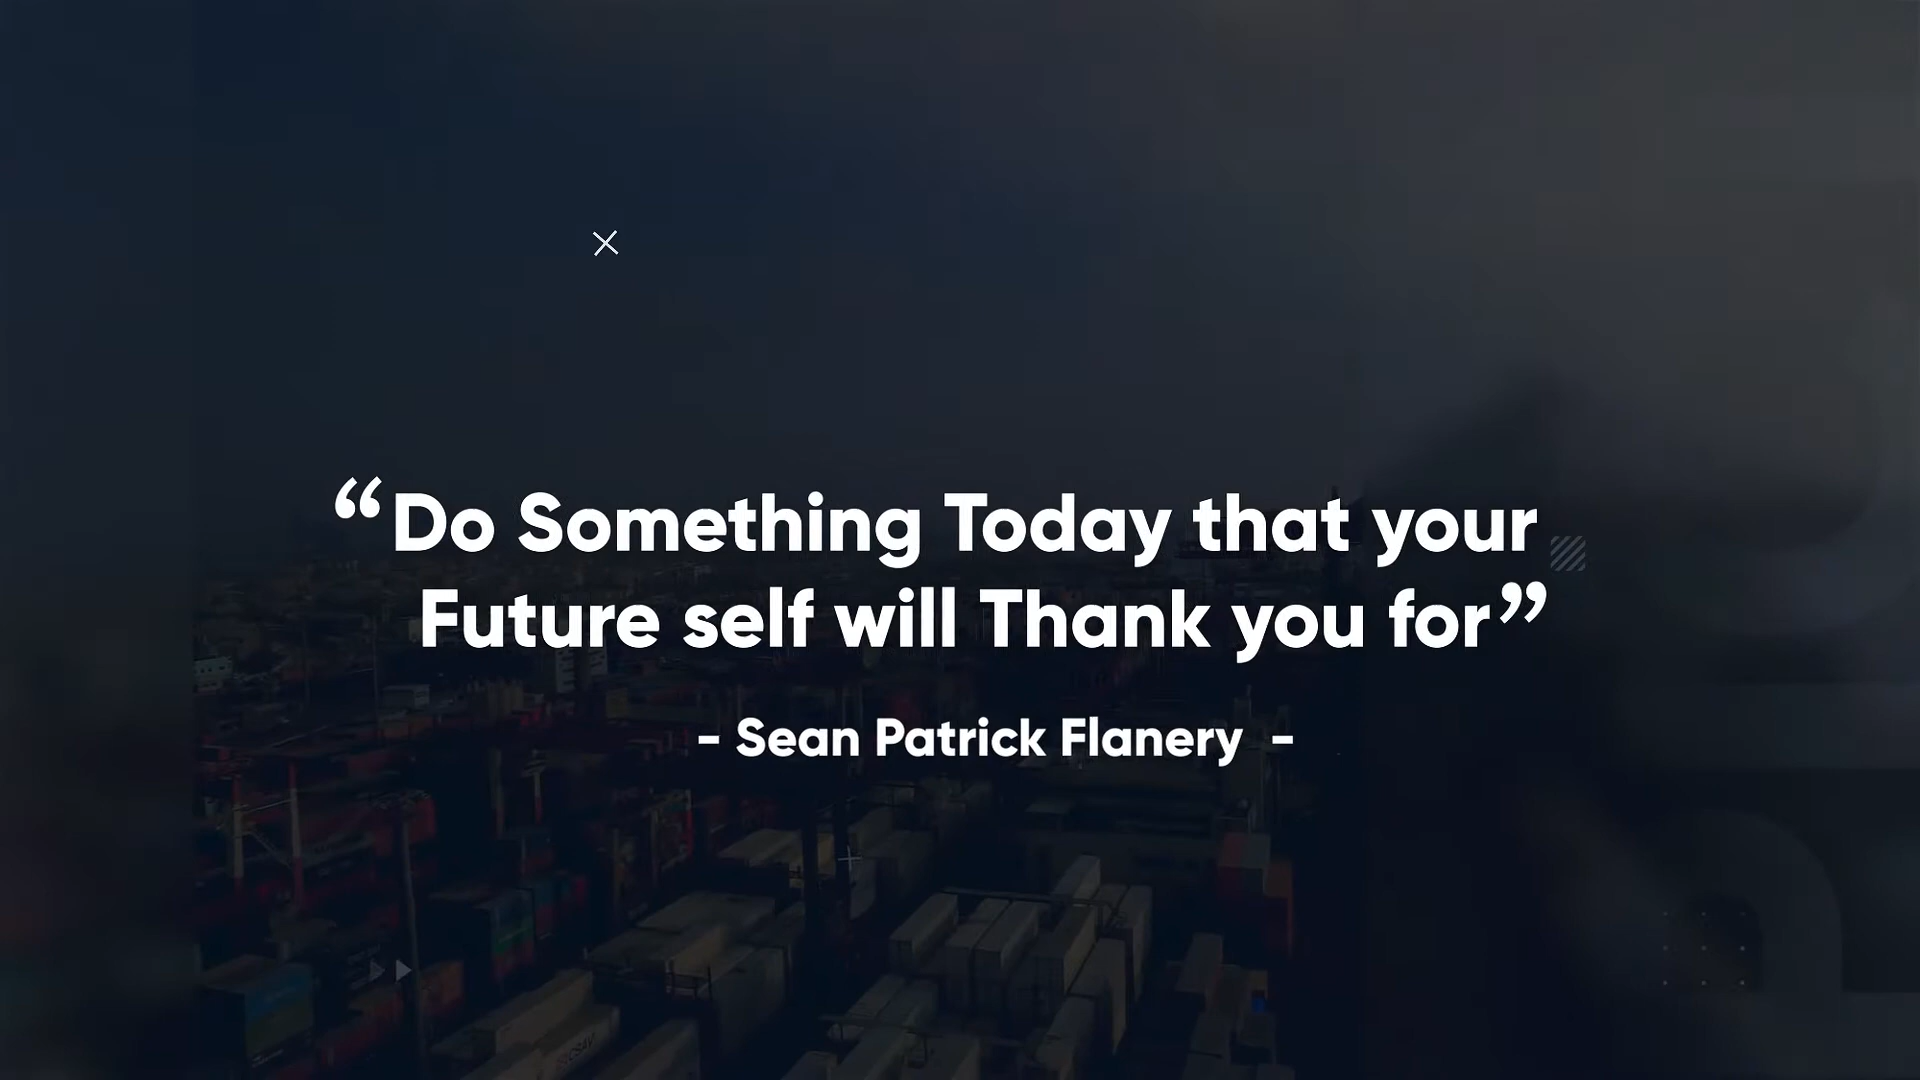 “Do Something Today that your
Future self will Thank you for”
- Sean Patrick Flanery -